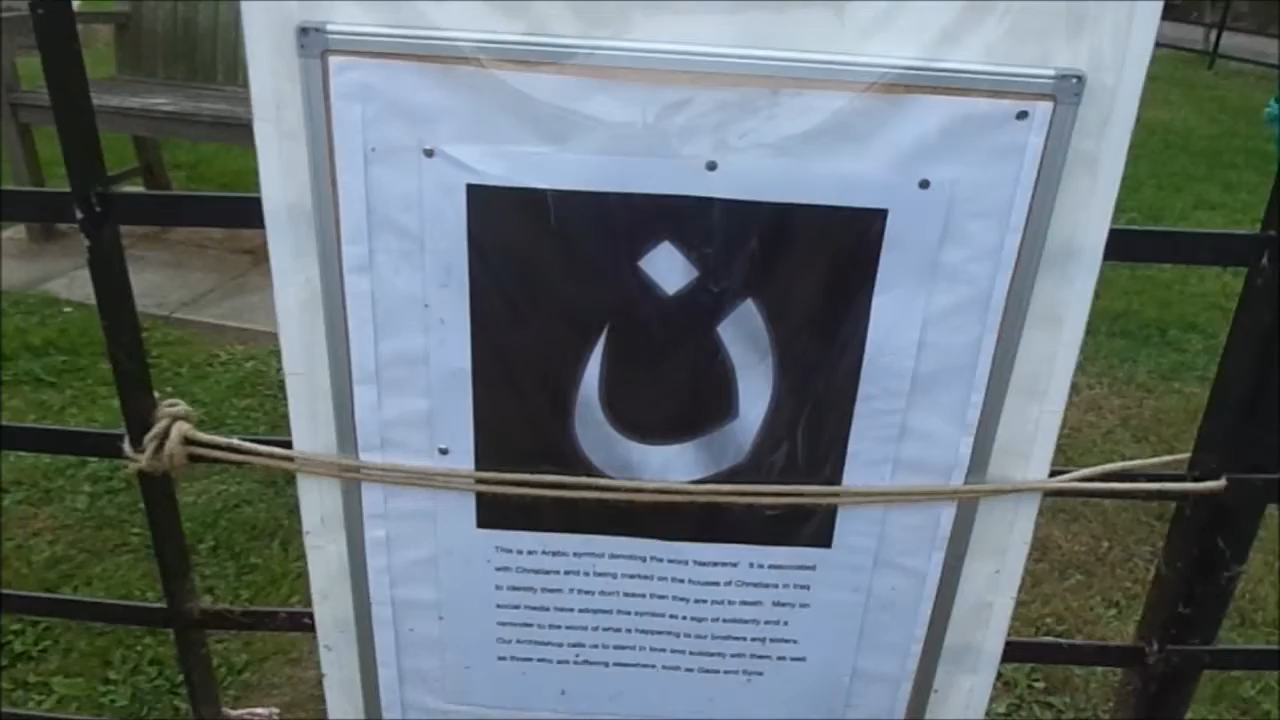 ن
This is an Arabic symbol denoting the word 'Nazarene'. It is associated
with Christians and is being marked on the houses of Christians in Iraq
to identify them. If they don't leave then they are put to death. Many on
social media have adopted this symbol as a sign of solidarity and a
reminder to the world of what is happening to our brothers and sisters.
Our Archbishop calls us to stand in love and solidarity with them, as well
as those who are suffering elsewhere, such as Gaza and Syria